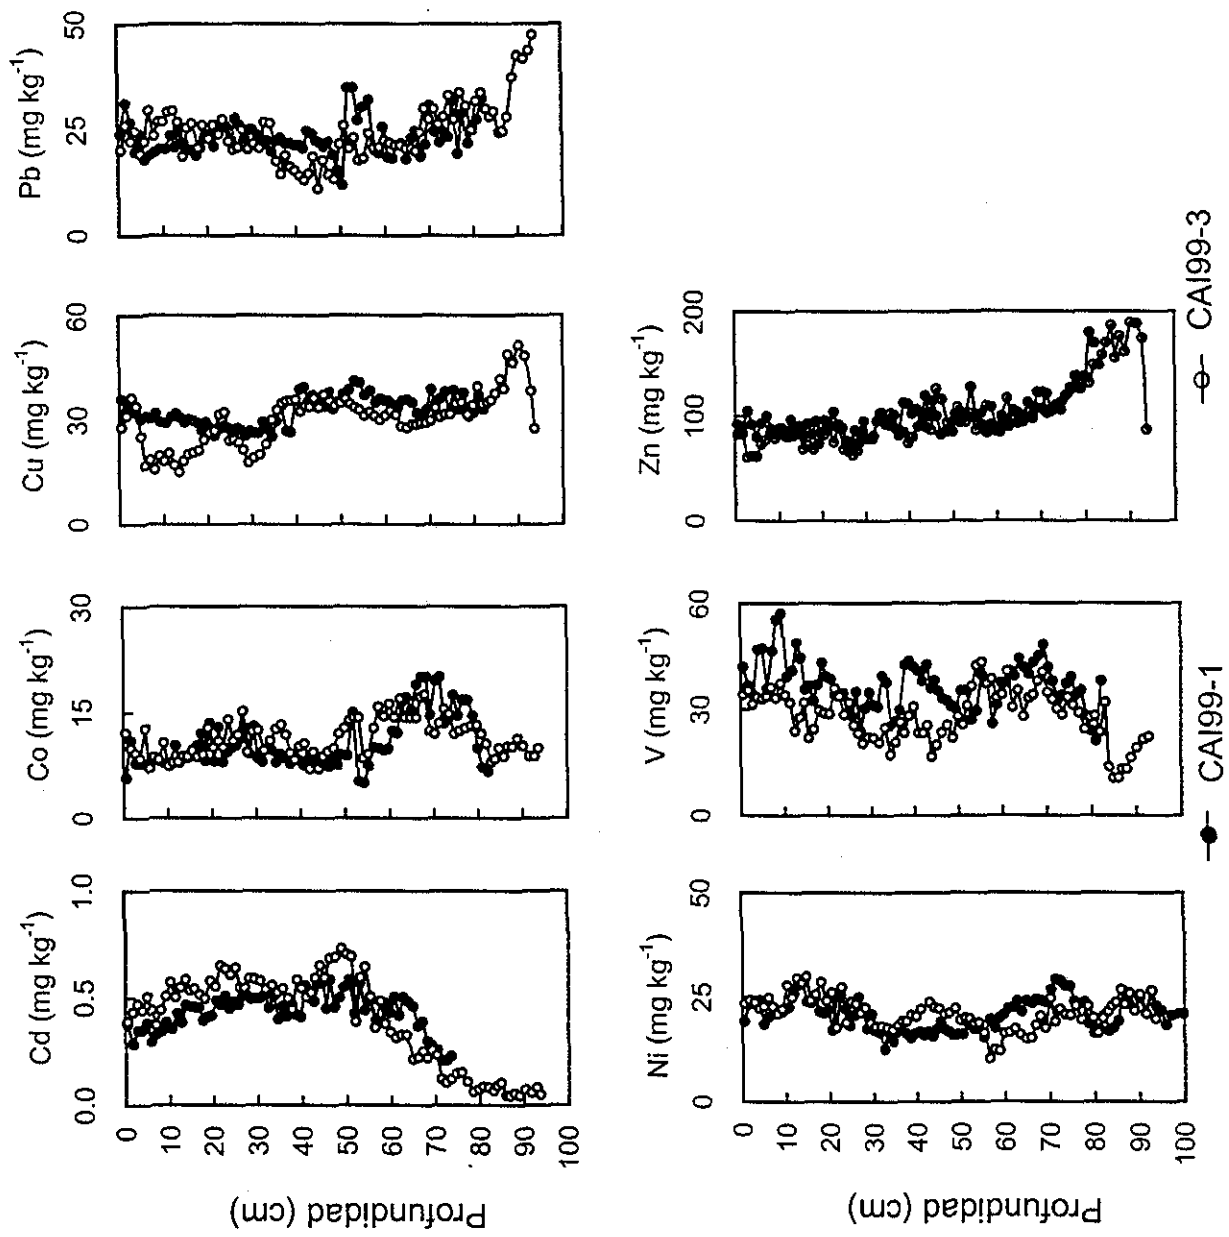 Cd (mg kg⁻¹)
Co (mg kg⁻¹)
Cu (mg kg⁻¹)
Pb (mg kg⁻¹)
0.0 0.5 1.0
0 15 30
0 30 60
0 25 50
Profundidad (cm)
0
10
20
30
40
50
60
70
80
90
100
Ni (mg kg⁻¹)
V (mg kg⁻¹)
Zn (mg kg⁻¹)
0 25 50
0 30 60
0 100 200
Profundidad (cm)
0
10
20
30
40
50
60
70
80
90
100
CAI99-1
CAI99-3